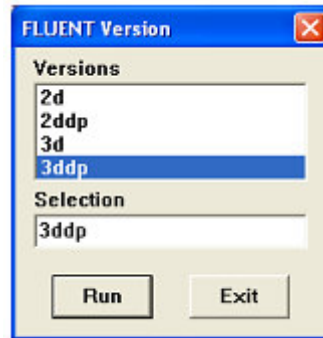 FLUENT Version
Versions
2d
2ddp
3d
3ddp
Selection
3ddp
Run Exit